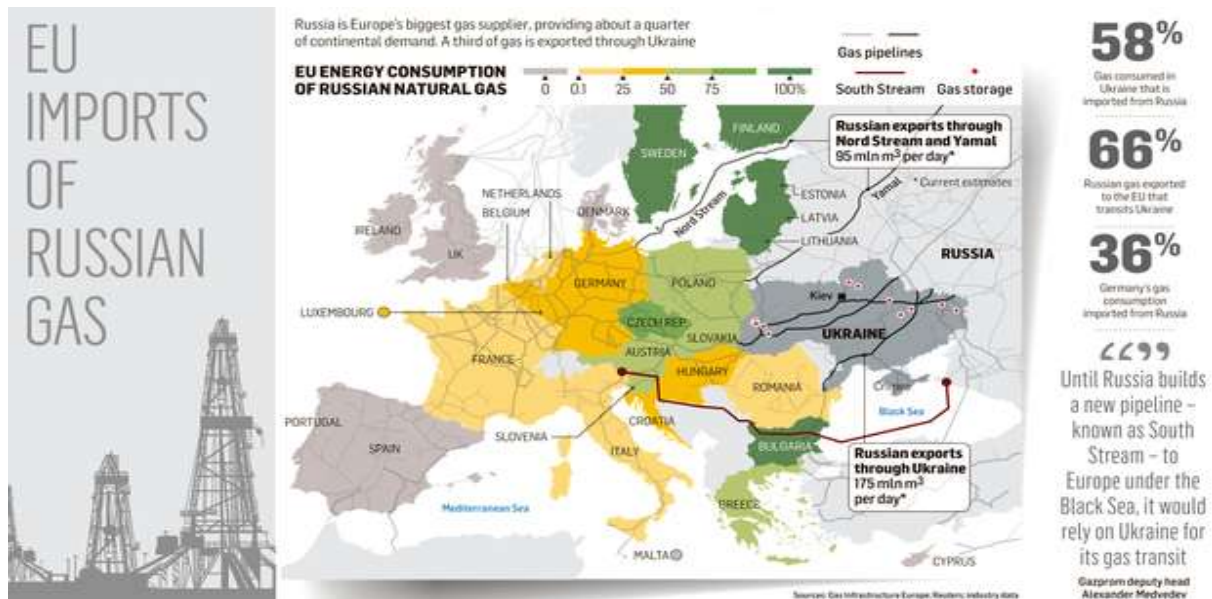 EU
IMPORTS
OF
RUSSIAN
GAS
Russia is Europe's biggest gas supplier, providing about a quarter
of continental demand. A third of gas is exported through Ukraine
EU ENERGY CONSUMPTION
OF RUSSIAN NATURAL GAS
0 0.1 25 50 75 100%
Gas pipelines
South Stream Gas storage
FINLAND
SWEDEN
Russian exports through
Nord Stream and Yamal
95 mln m³ per day*
* Current estimates
NETHERLANDS
BELGIUM
DENMARK
Nord Stream
Yamal
ESTONIA
LATVIA
LITHUANIA
IRELAND
UK
RUSSIA
GERMANY
POLAND
Kiev
LUXEMBOURG
CZECH REP.
UKRAINE
SLOVAKIA
AUSTRIA
FRANCE
HUNGARY
ROMANIA
Crimea
Black Sea
PORTUGAL
SPAIN
SLOVENIA
CROATIA
ITALY
BULGARIA
Russian exports
through Ukraine
175 mln m³
per day*
GREECE
Mediterranean Sea
MALTA
CYPRUS
Sources: Gas Infrastructure Europe; Reuters; industry data
58%
Gas consumed in
Ukraine that is
imported from Russia
66%
Russian gas exported
to the EU that
transits Ukraine
36%
Germany's gas
consumption
imported from Russia
““””
Until Russia builds
a new pipeline –
known as South
Stream – to
Europe under the
Black Sea, it would
rely on Ukraine for
its gas transit
Gazprom deputy head
Alexander Medvedev